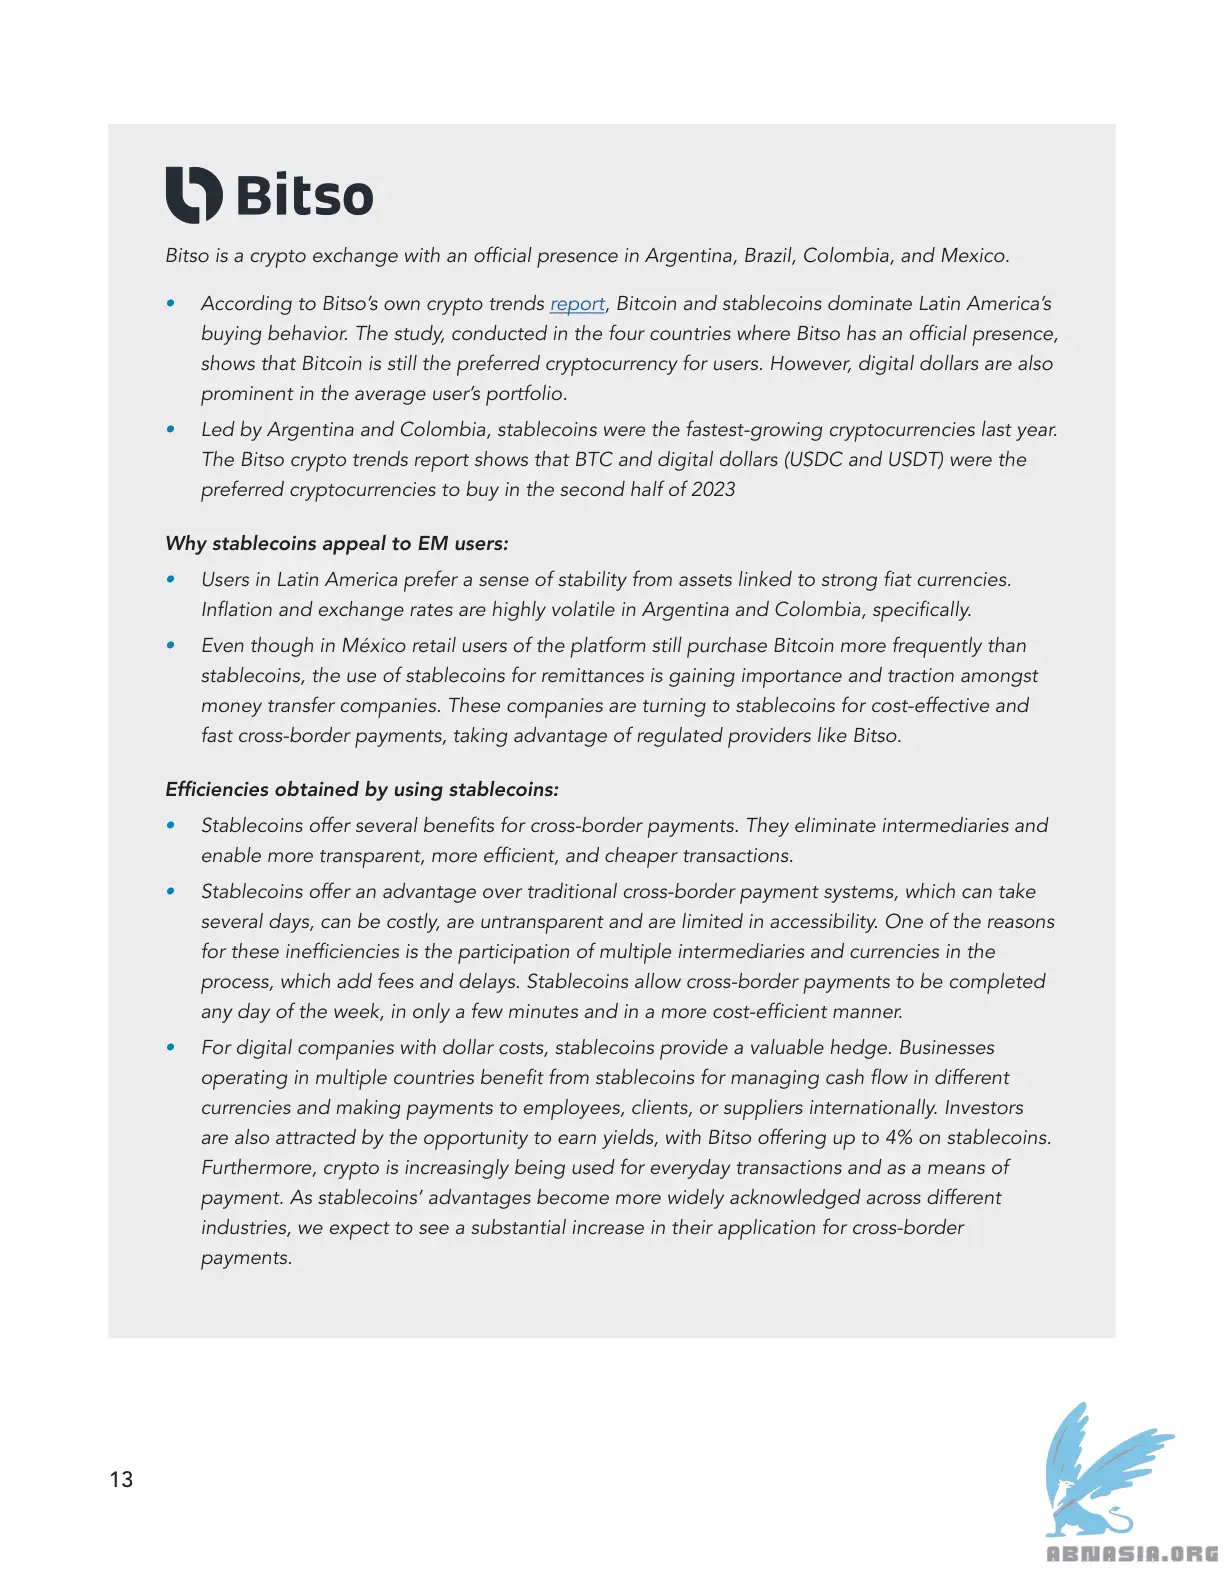 Bitso
Bitso is a crypto exchange with an official presence in Argentina, Brazil, Colombia, and Mexico.
• According to Bitso’s own crypto trends report, Bitcoin and stablecoins dominate Latin America’s
buying behavior. The study, conducted in the four countries where Bitso has an official presence,
shows that Bitcoin is still the preferred cryptocurrency for users. However, digital dollars are also
prominent in the average user’s portfolio.
• Led by Argentina and Colombia, stablecoins were the fastest-growing cryptocurrencies last year.
The Bitso crypto trends report shows that BTC and digital dollars (USDC and USDT) were the
preferred cryptocurrencies to buy in the second half of 2023
Why stablecoins appeal to EM users:
• Users in Latin America prefer a sense of stability from assets linked to strong fiat currencies.
Inflation and exchange rates are highly volatile in Argentina and Colombia, specifically.
• Even though in México retail users of the platform still purchase Bitcoin more frequently than
stablecoins, the use of stablecoins for remittances is gaining importance and traction amongst
money transfer companies. These companies are turning to stablecoins for cost-effective and
fast cross-border payments, taking advantage of regulated providers like Bitso.
Efficiencies obtained by using stablecoins:
• Stablecoins offer several benefits for cross-border payments. They eliminate intermediaries and
enable more transparent, more efficient, and cheaper transactions.
• Stablecoins offer an advantage over traditional cross-border payment systems, which can take
several days, can be costly, are untransparent and are limited in accessibility. One of the reasons
for these inefficiencies is the participation of multiple intermediaries and currencies in the
process, which add fees and delays. Stablecoins allow cross-border payments to be completed
any day of the week, in only a few minutes and in a more cost-efficient manner.
• For digital companies with dollar costs, stablecoins provide a valuable hedge. Businesses
operating in multiple countries benefit from stablecoins for managing cash flow in different
currencies and making payments to employees, clients, or suppliers internationally. Investors
are also attracted by the opportunity to earn yields, with Bitso offering up to 4% on stablecoins.
Furthermore, crypto is increasingly being used for everyday transactions and as a means of
payment. As stablecoins’ advantages become more widely acknowledged across different
industries, we expect to see a substantial increase in their application for cross-border
payments.
13
ABNASIA.ORG